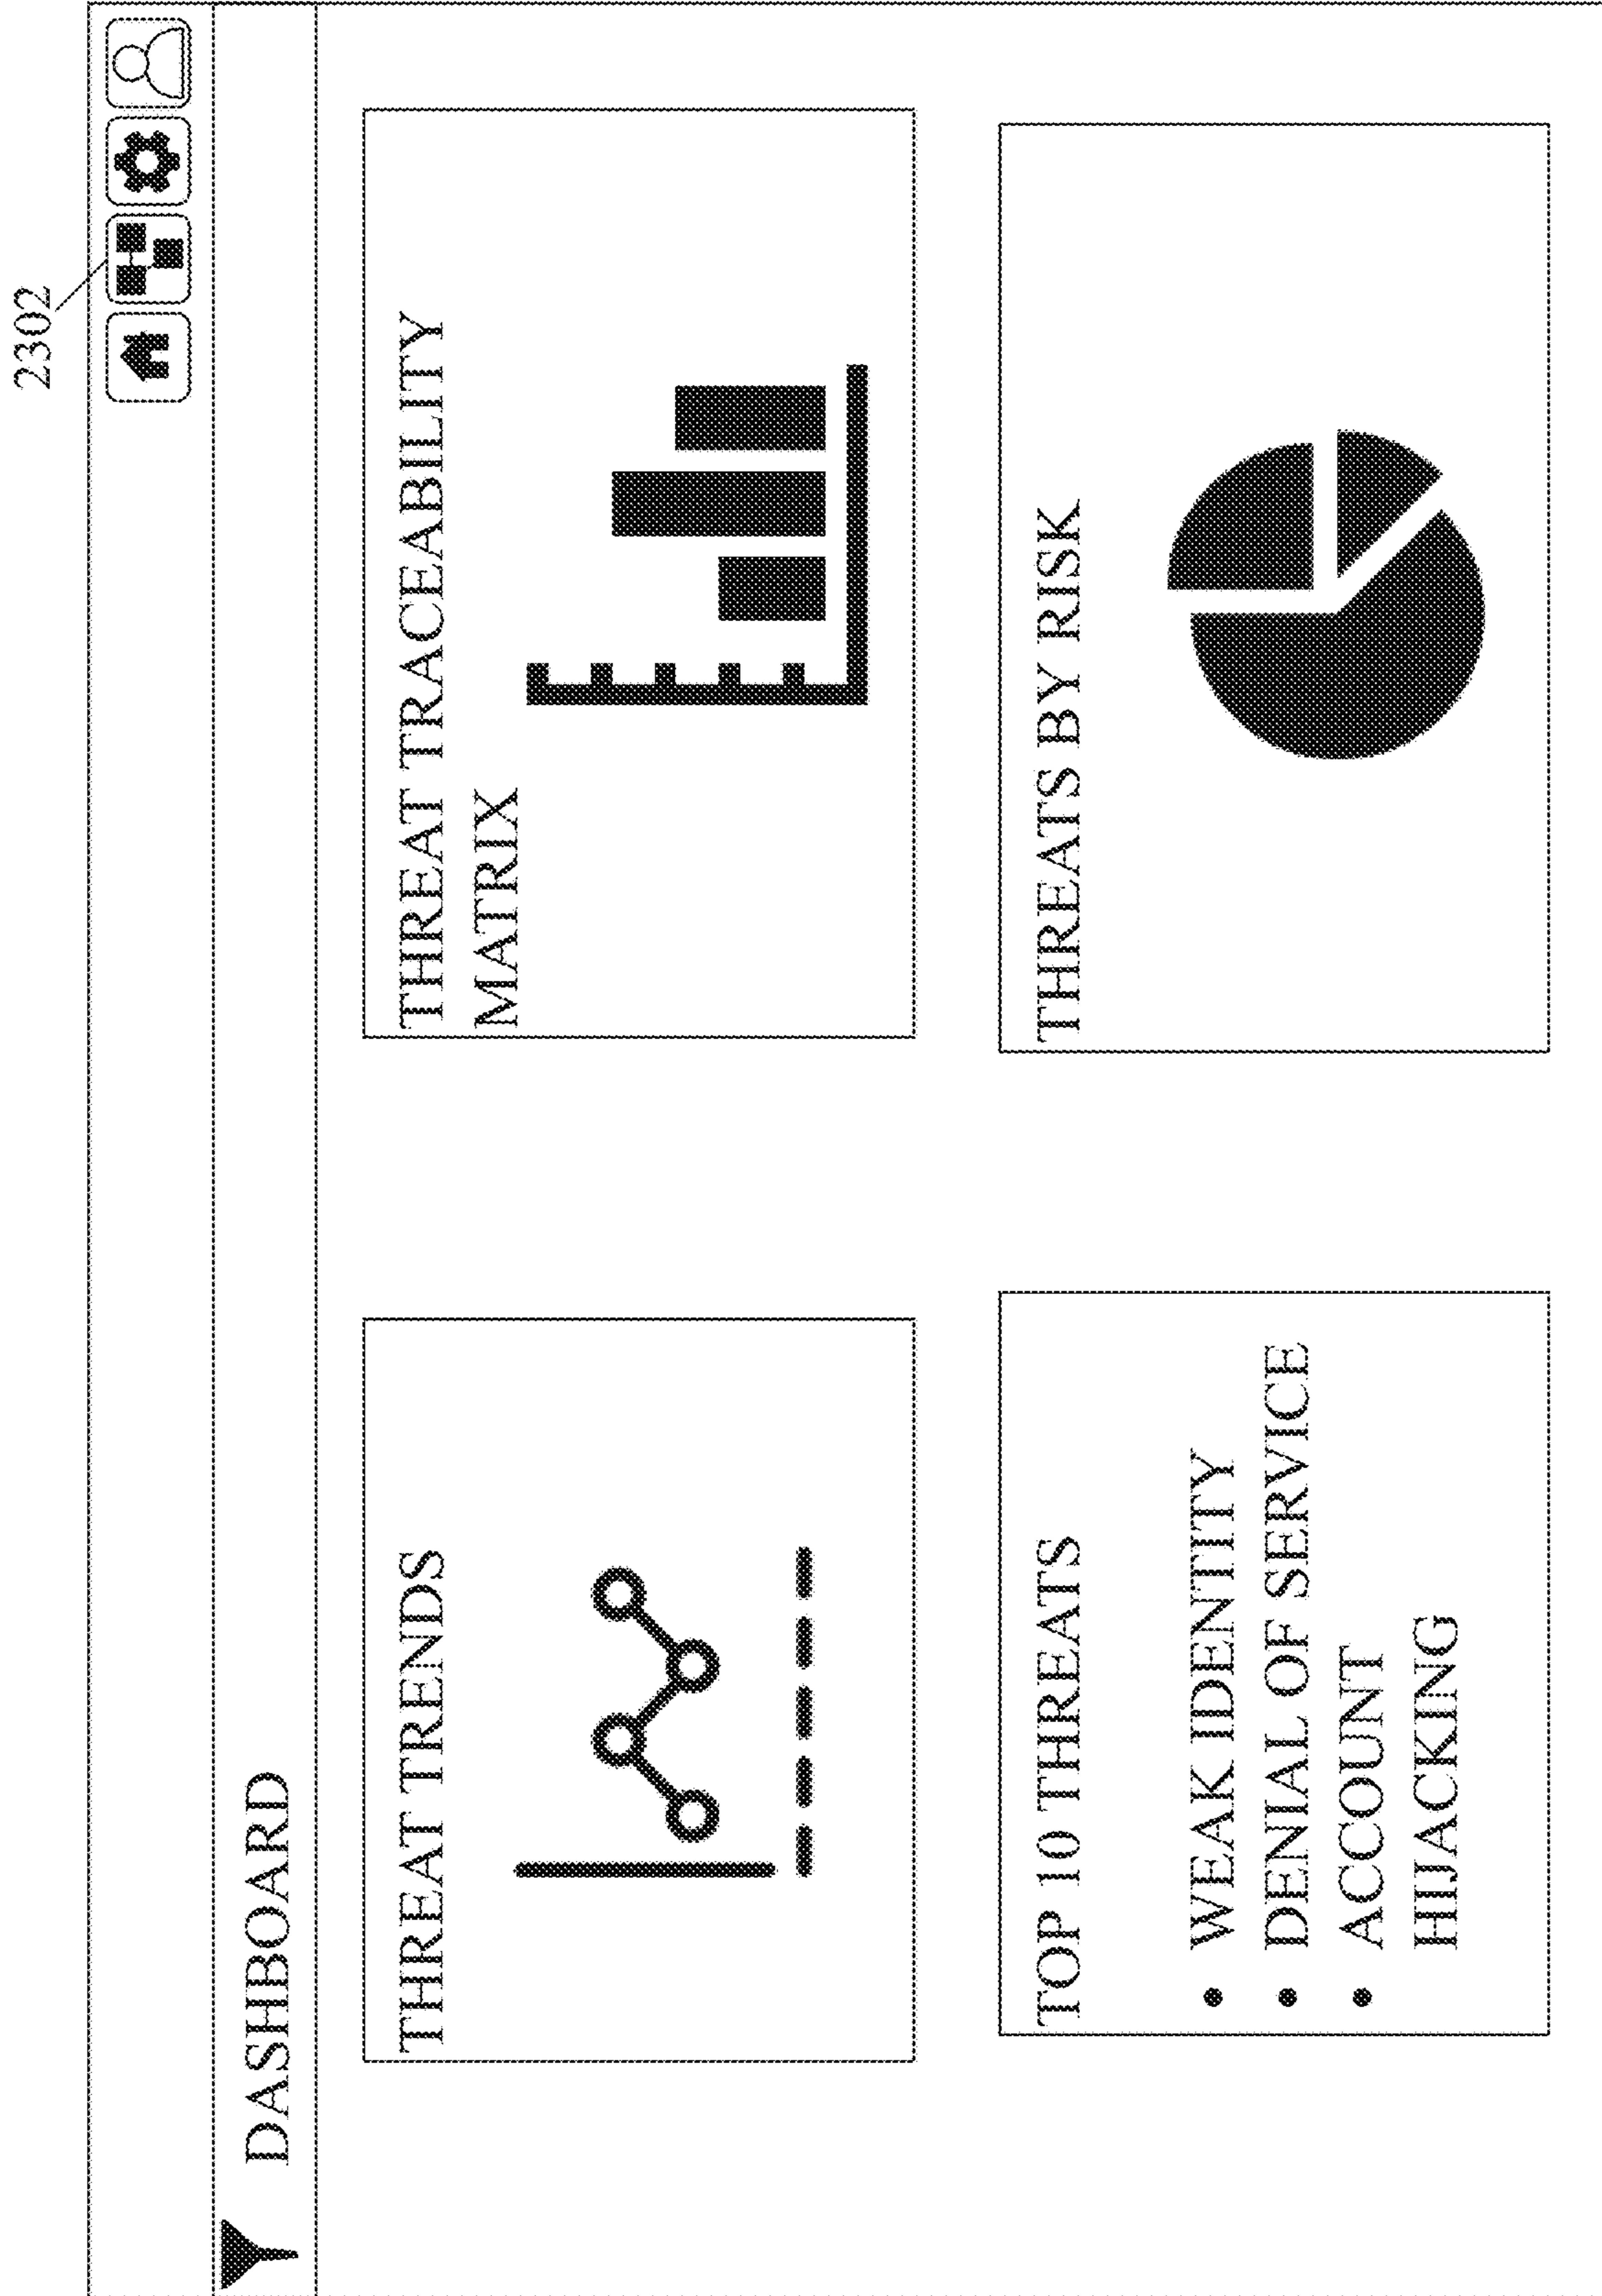 2302
DASHBOARD
THREAT TRENDS
THREAT TRACEABILITY
MATRIX
TOP 10 THREATS
• WEAK IDENTITY
• DENIAL OF SERVICE
• ACCOUNT
HIJACKING
THREATS BY RISK